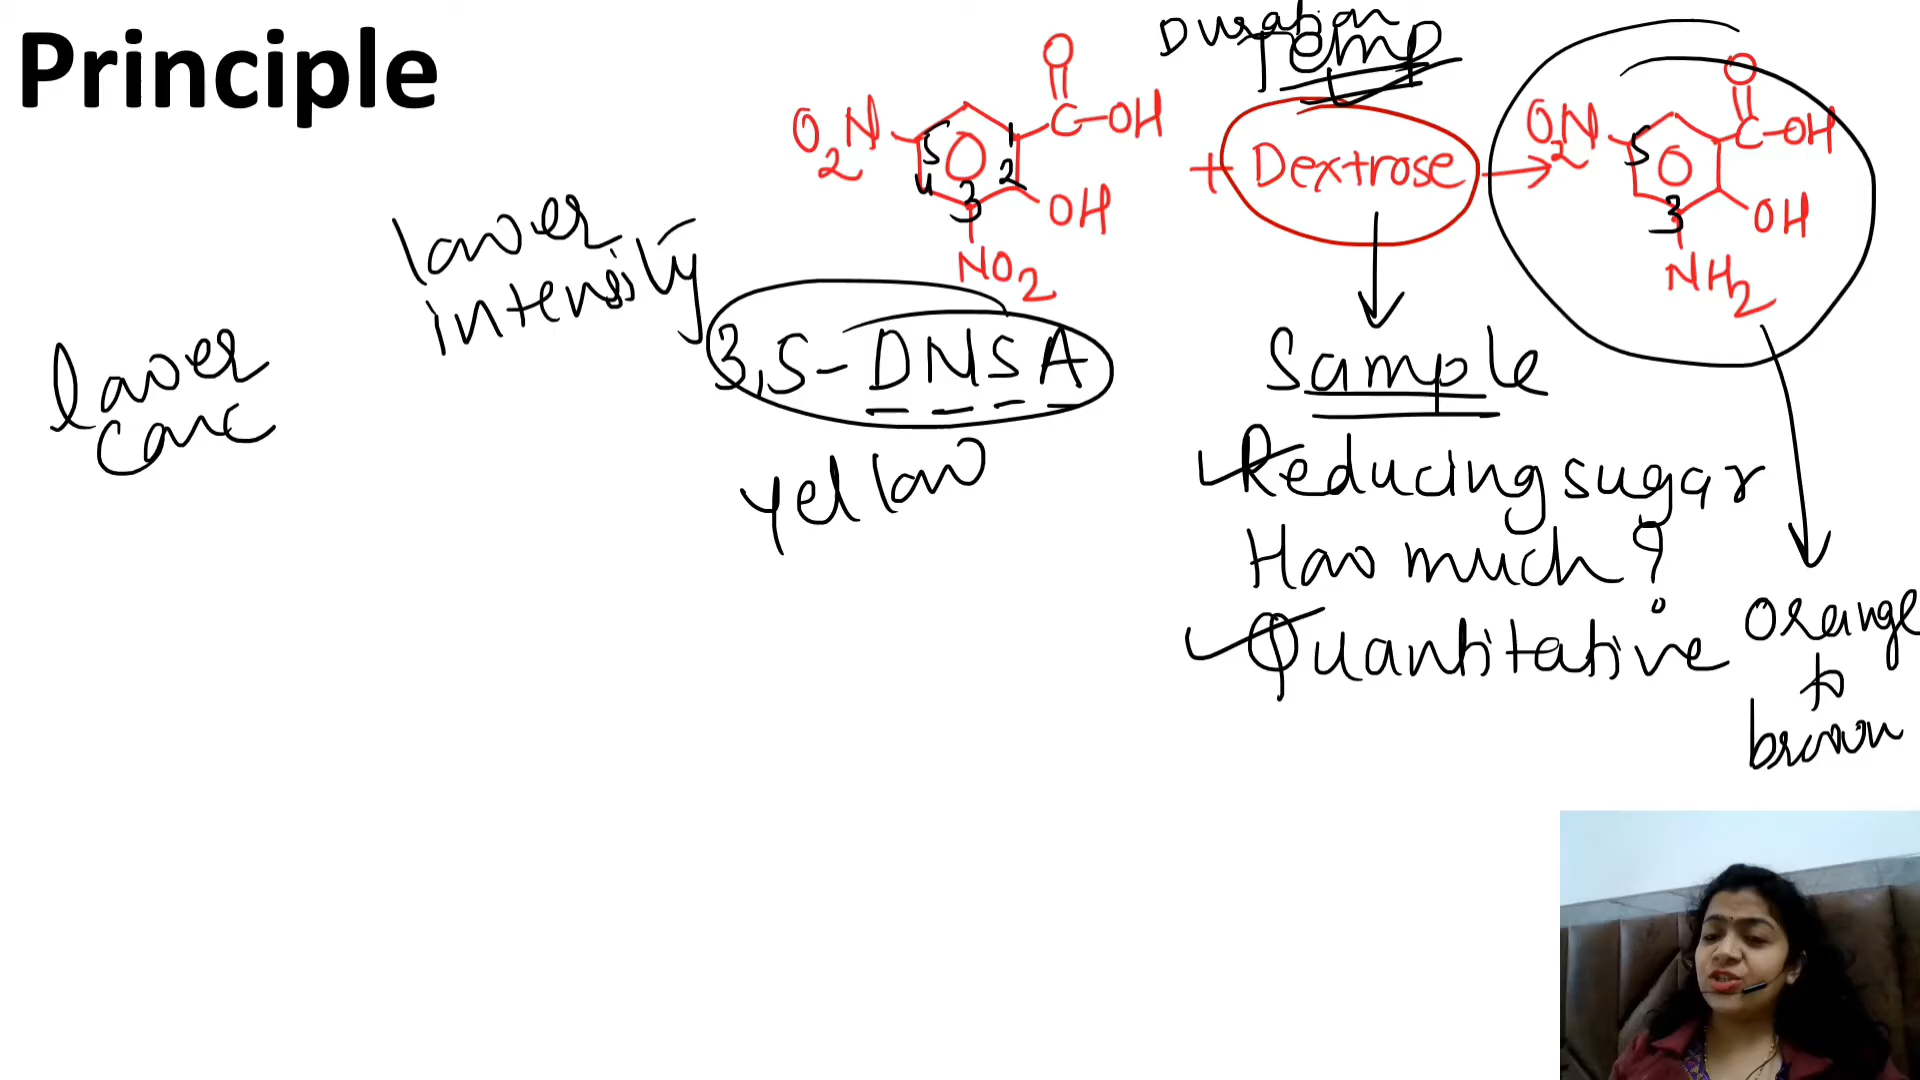 Principle
Duration
Temp
O
O₂N C-OH
5 1
4 3 2 OH
NO₂
+ Dextrose →
O
O₂N C-OH
5
3 OH
NH₂
lower
intensity
lower
conc
3,5-DNSA
yellow
Sample
Reducing sugar
How much?
Quantitative
orange
to
brown